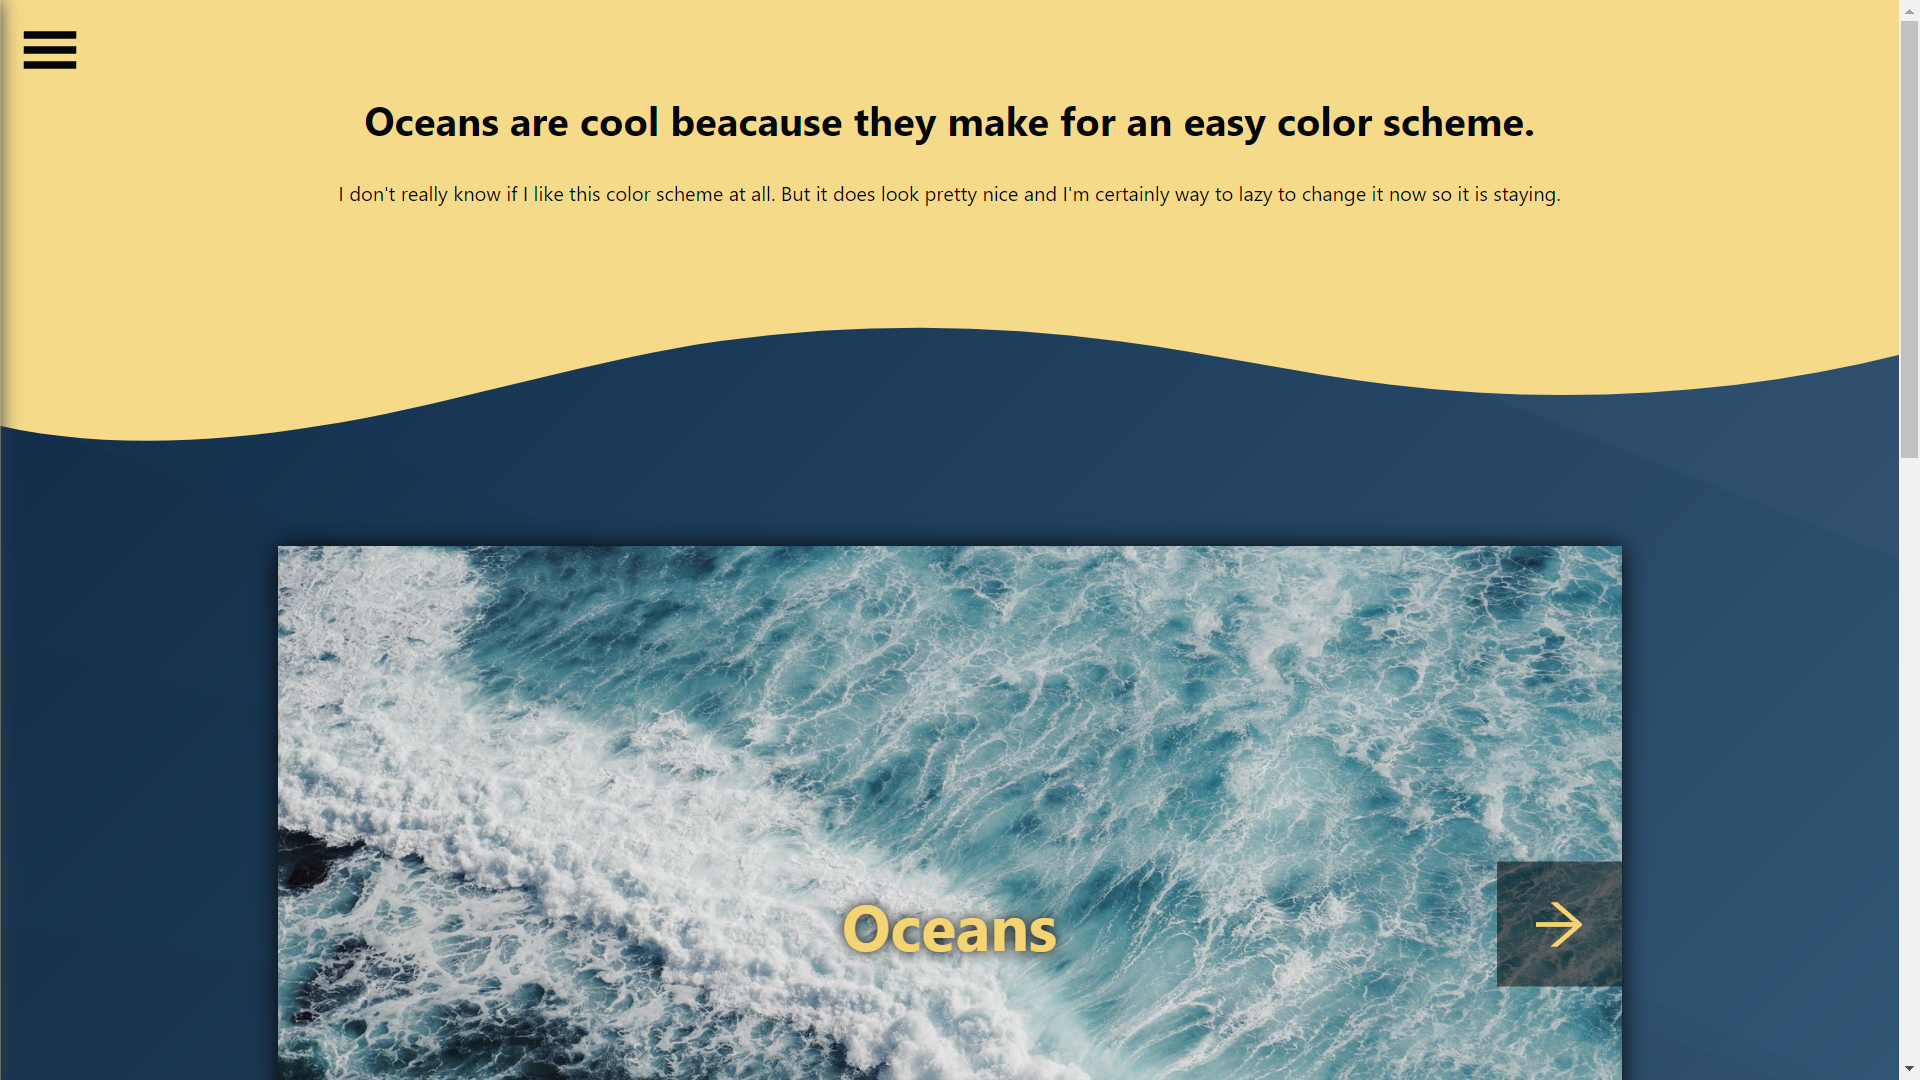 Oceans are cool beacause they make for an easy color scheme.
I don't really know if I like this color scheme at all. But it does look pretty nice and I'm certainly way to lazy to change it now so it is staying.
Oceans